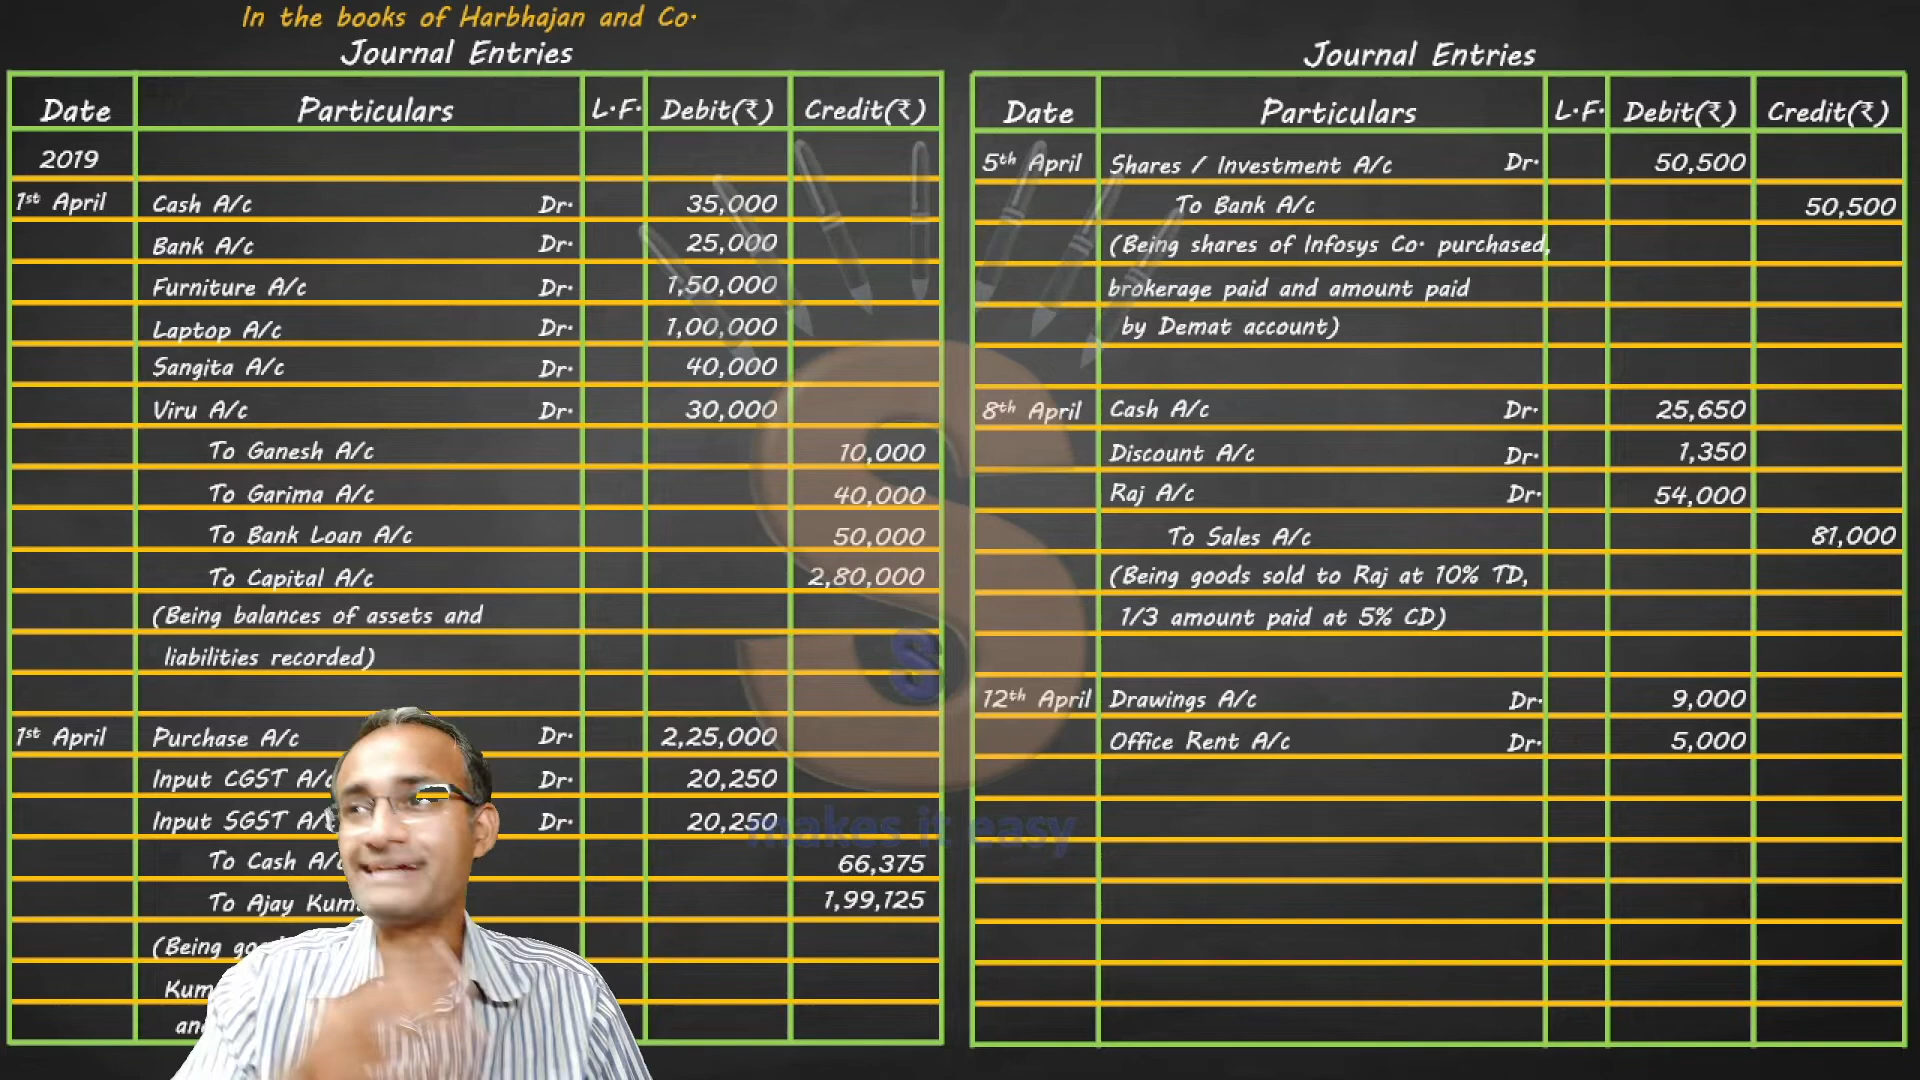 In the books of Harbhajan and Co.
Journal Entries
Date Particulars L.F. Debit(₹) Credit(₹)
2019
1st April Cash A/c Dr. 35,000
Bank A/c Dr. 25,000
Furniture A/c Dr. 1,50,000
Laptop A/c Dr. 1,00,000
Sangita A/c Dr. 40,000
Viru A/c Dr. 30,000
To Ganesh A/c 10,000
To Garima A/c 40,000
To Bank Loan A/c 50,000
To Capital A/c 2,80,000
(Being balances of assets and
liabilities recorded)
1st April Purchase A/c Dr. 2,25,000
Input CGST A/c Dr. 20,250
Input SGST A/ Dr. 20,250
To Cash A/c 66,375
To Ajay Kum 1,99,125
(Being
Kum
Journal Entries
Date Particulars L.F. Debit(₹) Credit(₹)
5th April Shares / Investment A/c Dr. 50,500
To Bank A/c 50,500
(Being shares of Infosys Co. purchased,
brokerage paid and amount paid
by Demat account)
8th April Cash A/c Dr. 25,650
Discount A/c Dr. 1,350
Raj A/c Dr. 54,000
To Sales A/c 81,000
(Being goods sold to Raj at 10% TD,
1/3 amount paid at 5% CD)
12th April Drawings A/c Dr. 9,000
Office Rent A/c Dr. 5,000
S
S
makes it easy